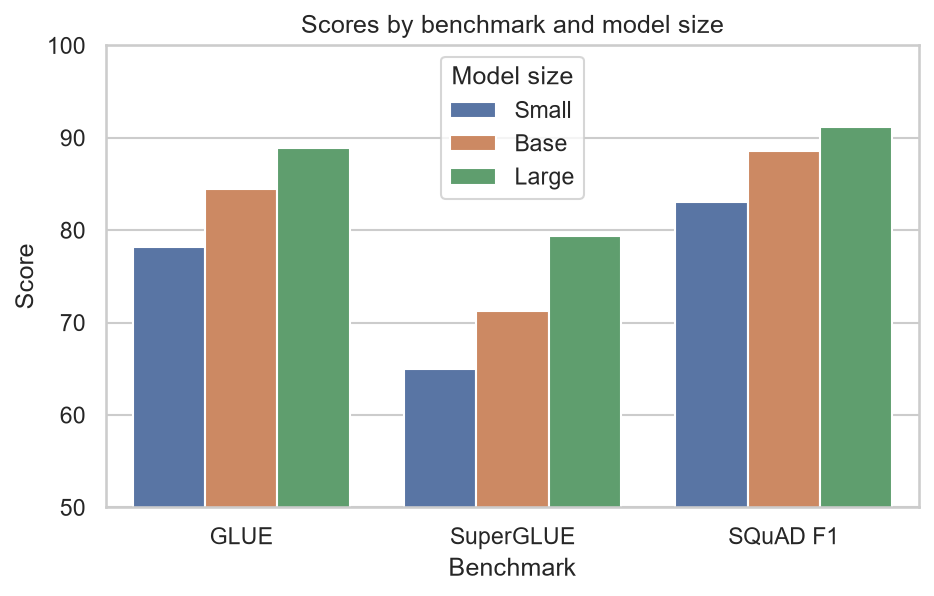 Scores by benchmark and model size
100
90
80
70
60
50
Score
Model size
Small
Base
Large
GLUE
SuperGLUE
SQuAD F1
Benchmark